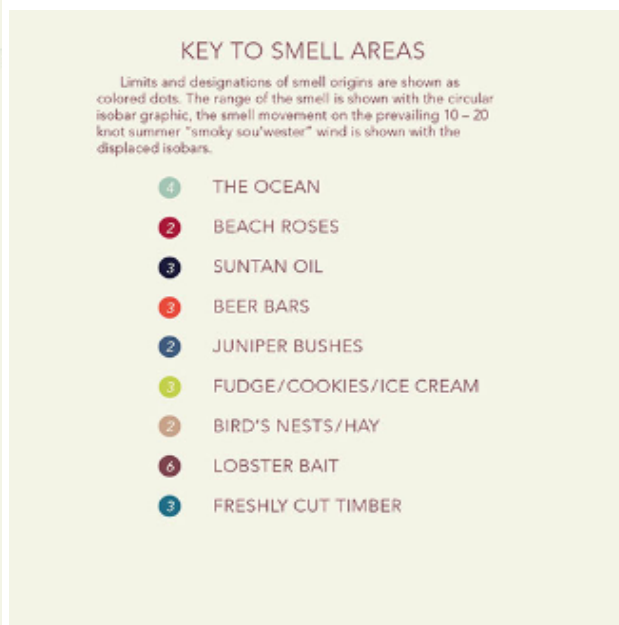 KEY TO SMELL AREAS
Limits and designations of smell origins are shown as
colored dots. The range of the smell is shown with the circular
isobar graphic, the smell movement on the prevailing 10 – 20
knot summer "smoky sou'wester" wind is shown with the
displaced isobars.
4 THE OCEAN
2 BEACH ROSES
3 SUNTAN OIL
3 BEER BARS
2 JUNIPER BUSHES
3 FUDGE/COOKIES/ICE CREAM
2 BIRD'S NESTS/HAY
6 LOBSTER BAIT
3 FRESHLY CUT TIMBER